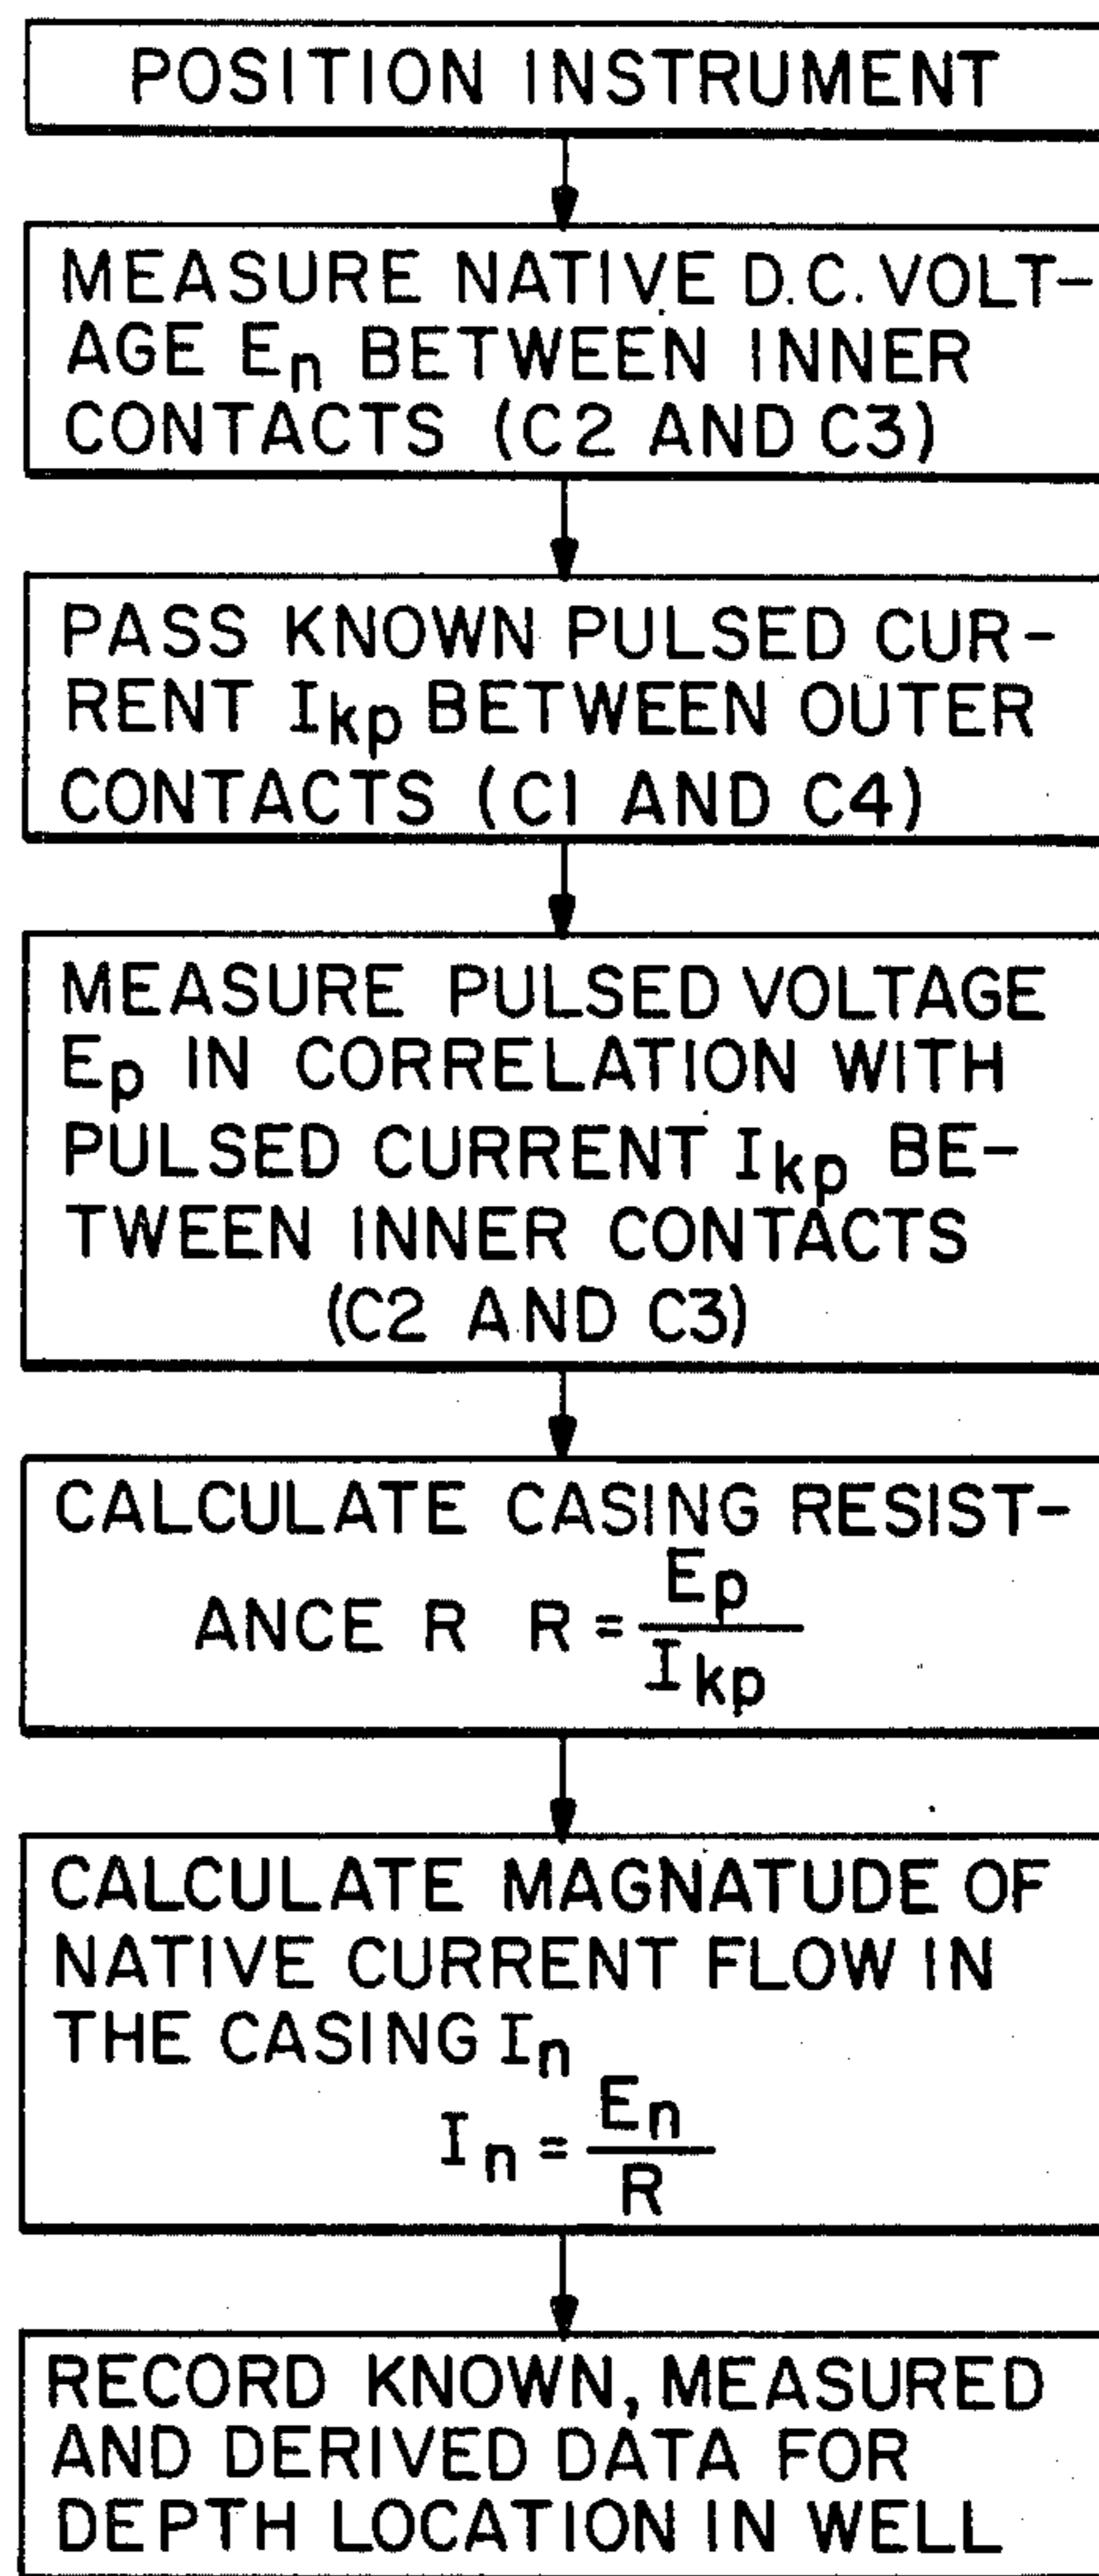 POSITION INSTRUMENT
MEASURE NATIVE D.C. VOLT-
AGE En BETWEEN INNER
CONTACTS (C2 AND C3)
PASS KNOWN PULSED CUR-
RENT Ikp BETWEEN OUTER
CONTACTS (C1 AND C4)
MEASURE PULSED VOLTAGE
Ep IN CORRELATION WITH
PULSED CURRENT Ikp BE-
TWEEN INNER CONTACTS
(C2 AND C3)
CALCULATE CASING RESIST-
ANCE R R = Ep / Ikp
CALCULATE MAGNATUDE OF
NATIVE CURRENT FLOW IN
THE CASING In
In = En / R
RECORD KNOWN, MEASURED
AND DERIVED DATA FOR
DEPTH LOCATION IN WELL